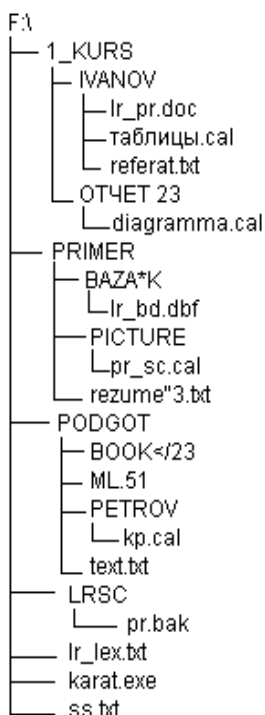 F:\
1_KURS
IVANOV
lr_pr.doc
таблицы.cal
referat.txt
ОТЧЕТ 23
diagramma.cal
PRIMER
BAZA*K
lr_bd.dbf
PICTURE
pr_sc.cal
rezume"3.txt
PODGOT
BOOK</23
ML.51
PETROV
kp.cal
text.txt
LRSC
pr.bak
lr_lex.txt
karat.exe
ss.txt